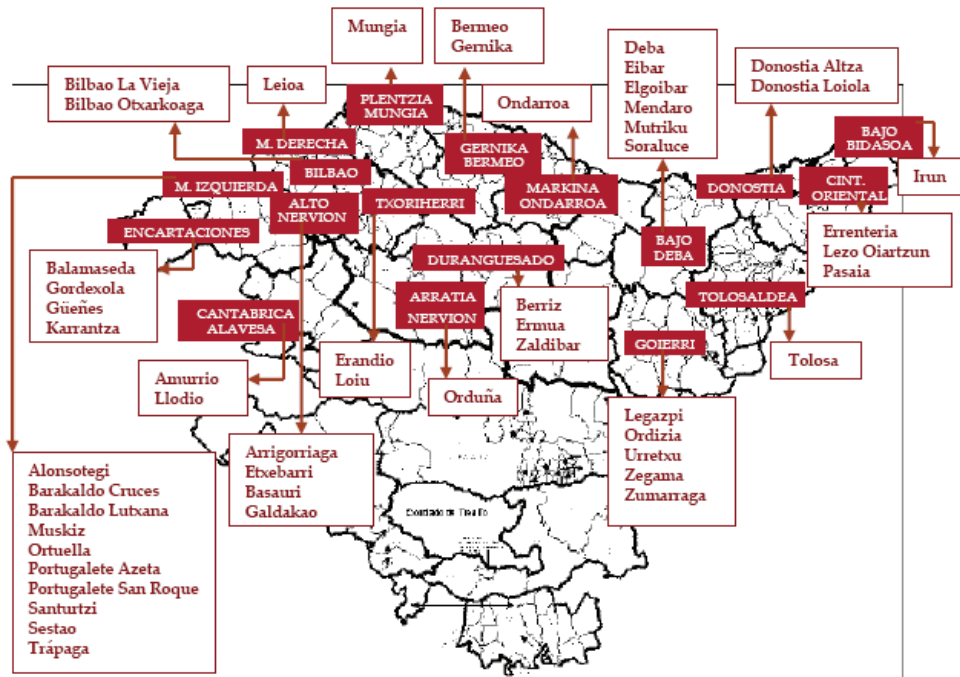 Mungia
Bermeo
Gernika
Deba
Eibar
Elgoibar
Mendaro
Mutriku
Soraluce
Donostia Altza
Donostia Loiola
Bilbao La Vieja
Bilbao Otxarkoaga
Leioa
Ondarroa
PLENTZIA
MUNGIA
M. DERECHA
GERNIKA
BERMEO
BAJO
BIDASOA
BILBAO
Irun
M. IZQUIERDA
ALTO
NERVION
TXORIHERRI
MARKINA
ONDARROA
DONOSTIA
CINT.
ORIENTAL
ENCARTACIONES
BAJO
DEBA
Errenteria
Lezo Oiartzun
Pasaia
DURANGUESADO
Balamaseda
Gordexola
Güeñes
Karrantza
CANTABRICA
ALAVESA
ARRATIA
NERVION
Berriz
Ermua
Zaldibar
TOLOSALDEA
GOIERRI
Erandio
Loiu
Tolosa
Amurrio
Llodio
Orduña
Legazpi
Ordizia
Urretxu
Zegama
Zumarraga
Arrigorriaga
Etxebarri
Basauri
Galdakao
Alonsotegi
Barakaldo Cruces
Barakaldo Lutxana
Muskiz
Ortuella
Portugalete Azeta
Portugalete San Roque
Santurtzi
Sestao
Trápaga
Condado de